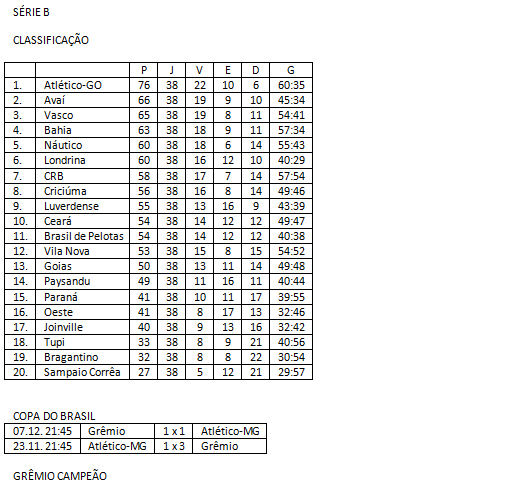 SÉRIE B
CLASSIFICAÇÃO
P J V E D G
1. Atlético-GO 76 38 22 10 6 60:35
2. Avaí 66 38 19 9 10 45:34
3. Vasco 65 38 19 8 11 54:41
4. Bahia 63 38 18 9 11 57:34
5. Náutico 60 38 18 6 14 55:43
6. Londrina 60 38 16 12 10 40:29
7. CRB 58 38 17 7 14 57:54
8. Criciúma 56 38 16 8 14 49:46
9. Luverdense 55 38 13 16 9 43:39
10. Ceará 54 38 14 12 12 49:47
11. Brasil de Pelotas 54 38 14 12 12 40:38
12. Vila Nova 53 38 15 8 15 54:52
13. Goias 50 38 13 11 14 49:48
14. Paysandu 49 38 11 16 11 40:44
15. Paraná 41 38 10 11 17 39:55
16. Oeste 41 38 8 17 13 32:46
17. Joinville 40 38 9 13 16 32:42
18. Tupi 33 38 8 9 21 40:56
19. Bragantino 32 38 8 8 22 30:54
20. Sampaio Corrêa 27 38 5 12 21 29:57
COPA DO BRASIL
07.12. 21:45 Grêmio 1 x 1 Atlético-MG
23.11. 21:45 Atlético-MG 1 x 3 Grêmio
GRÊMIO CAMPEÃO